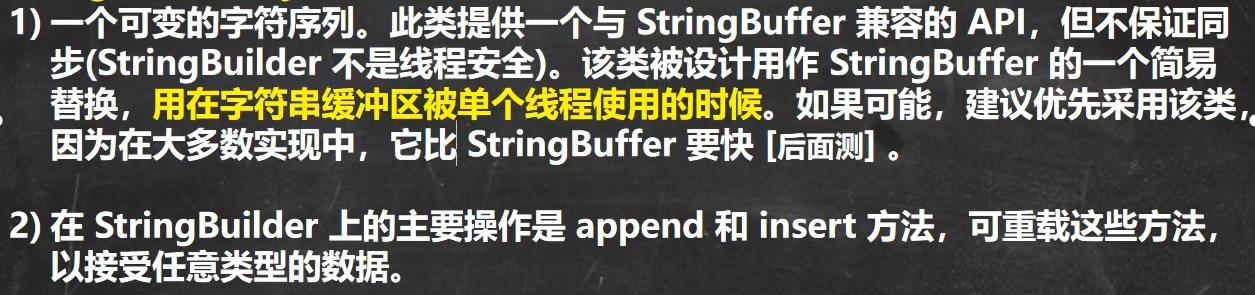 1) 一个可变的字符序列。此类提供一个与 StringBuffer 兼容的 API，但不保证同
步(StringBuilder 不是线程安全)。该类被设计用作 StringBuffer 的一个简易
替换，用在字符串缓冲区被单个线程使用的时候。如果可能，建议优先采用该类，
因为在大多数实现中，它比 StringBuffer 要快 [后面测] 。
2) 在 StringBuilder 上的主要操作是 append 和 insert 方法，可重载这些方法，
以接受任意类型的数据。